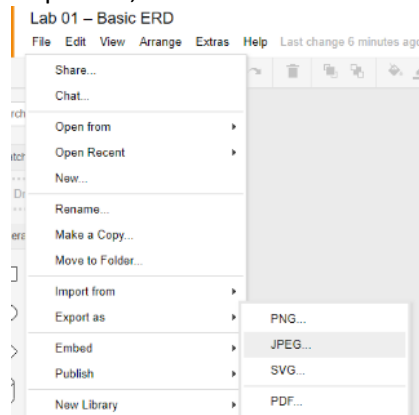 Lab 01 – Basic ERD
File Edit View Arrange Extras Help Last change 6 minutes ago
Share...
Chat...
Open from
Open Recent
New...
Rename...
Make a Copy...
Move to Folder...
Import from
Export as
PNG...
Embed
JPEG...
Publish
SVG...
New Library
PDF...